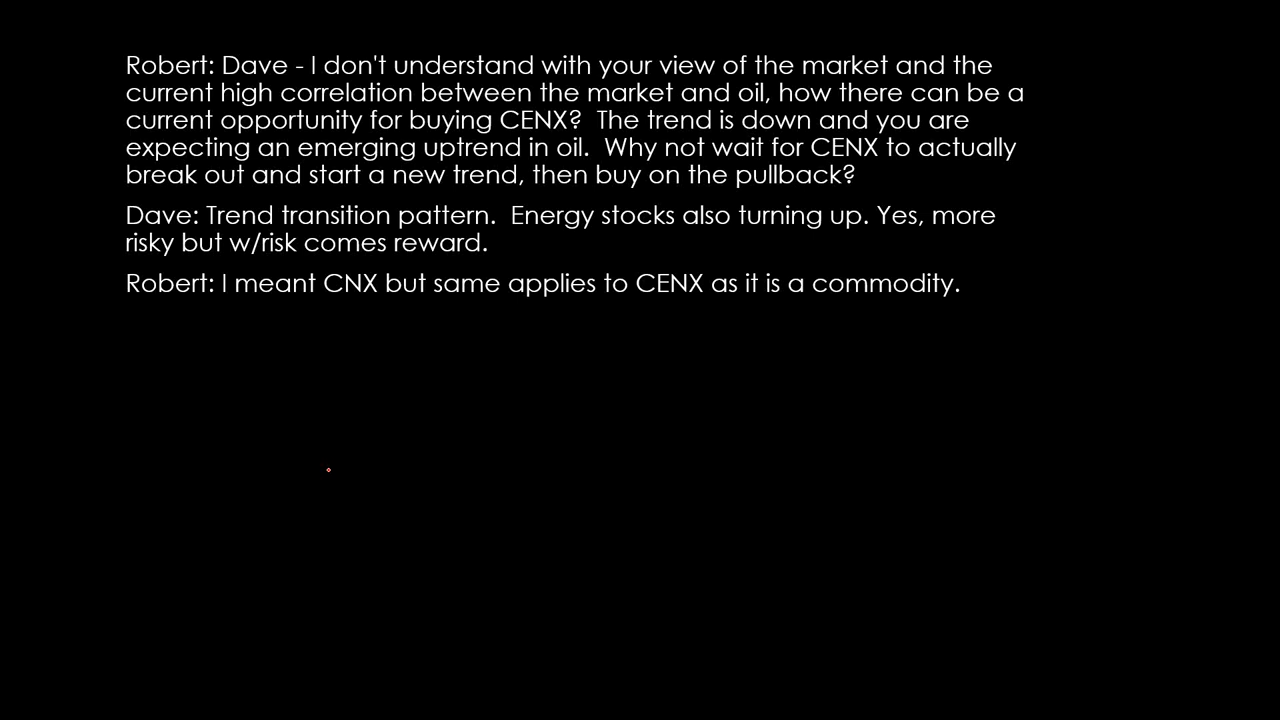 Robert: Dave - I don't understand with your view of the market and the
current high correlation between the market and oil, how there can be a
current opportunity for buying CENX?  The trend is down and you are
expecting an emerging uptrend in oil.  Why not wait for CENX to actually
break out and start a new trend, then buy on the pullback?
Dave: Trend transition pattern.  Energy stocks also turning up. Yes, more
risky but w/risk comes reward.
Robert: I meant CNX but same applies to CENX as it is a commodity.